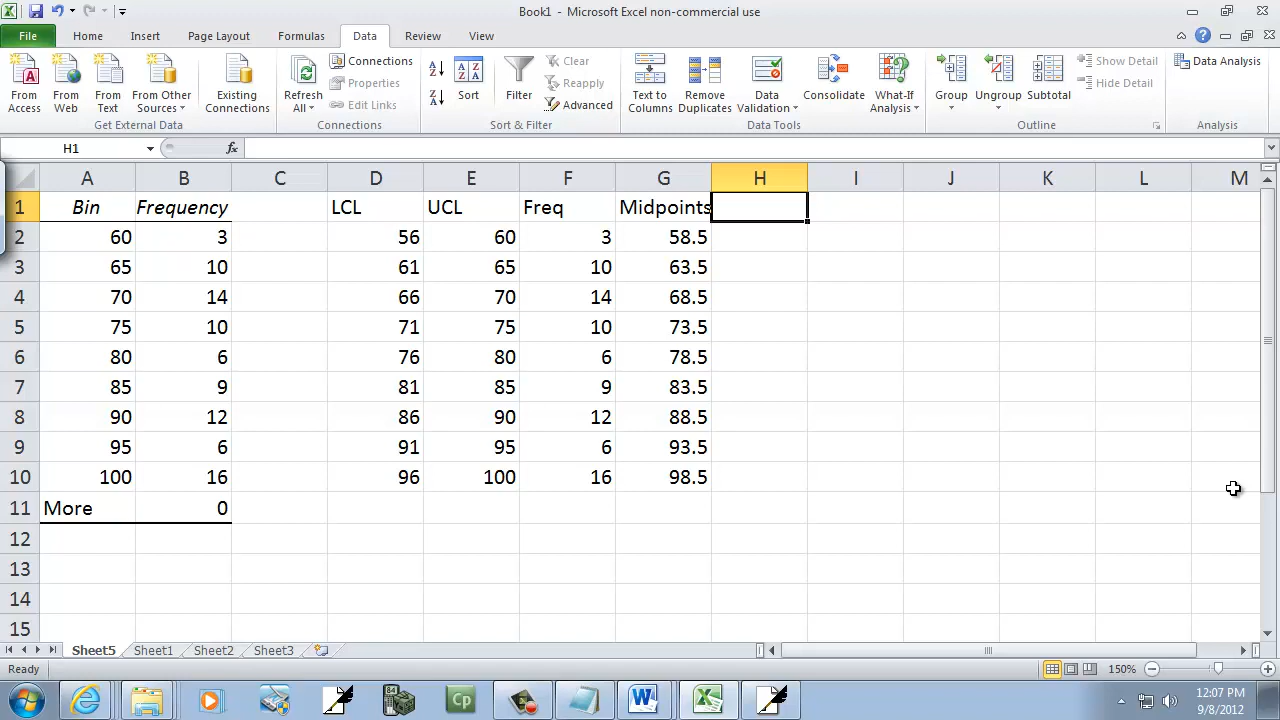 Book1 - Microsoft Excel non-commercial use
File Home Insert Page Layout Formulas Data Review View
From Access
From Web
From Text
From Other Sources
Existing Connections
Get External Data
Refresh All
Connections
Properties
Edit Links
Connections
Sort
Filter
Clear
Reapply
Advanced
Sort & Filter
Text to Columns
Remove Duplicates
Data Validation
Consolidate
What-If Analysis
Data Tools
Group
Ungroup
Subtotal
Show Detail
Hide Detail
Outline
Data Analysis
Analysis
H1 fx
A B C D E F G H I J K L M
1 Bin Frequency LCL UCL Freq Midpoints
2 60 3 56 60 3 58.5
3 65 10 61 65 10 63.5
4 70 14 66 70 14 68.5
5 75 10 71 75 10 73.5
6 80 6 76 80 6 78.5
7 85 9 81 85 9 83.5
8 90 12 86 90 12 88.5
9 95 6 91 95 6 93.5
10 100 16 96 100 16 98.5
11 More 0
12
13
14
15
Sheet5 Sheet1 Sheet2 Sheet3
Ready 150%
12:07 PM
9/8/2012